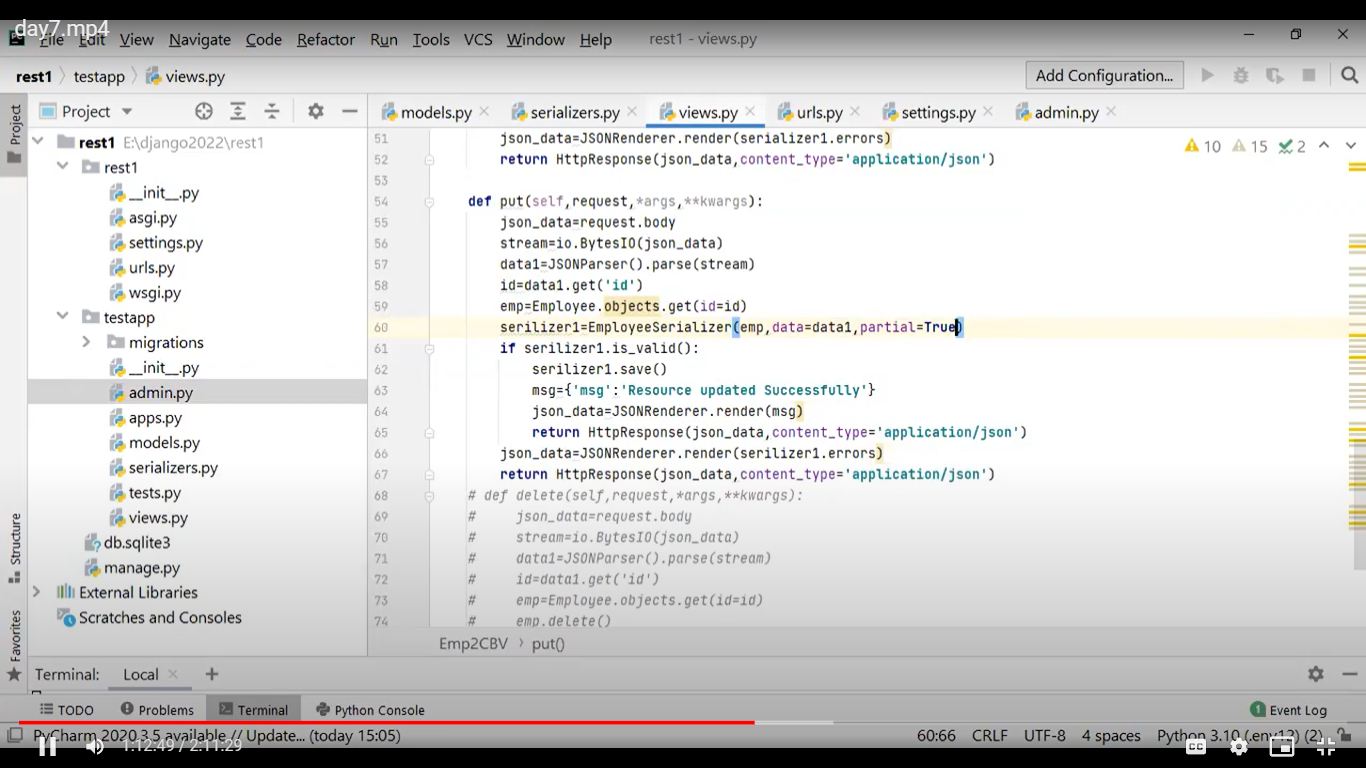 day7.mp4
File Edit View Navigate Code Refactor Run Tools VCS Window Help rest1 - views.py
rest1 testapp views.py Add Configuration...
Project Project models.py serializers.py views.py urls.py settings.py admin.py
rest1 E:\django2022\rest1
rest1
__init__.py
asgi.py
settings.py
urls.py
wsgi.py
testapp
migrations
__init__.py
admin.py
apps.py
models.py
serializers.py
tests.py
views.py
db.sqlite3
manage.py
External Libraries
Scratches and Consoles
Structure
Favorites
10 15 2
51 json_data=JSONRenderer.render(serializer1.errors)
52 return HttpResponse(json_data,content_type='application/json')
53
54 def put(self,request,*args,**kwargs):
55 json_data=request.body
56 stream=io.BytesIO(json_data)
57 data1=JSONParser().parse(stream)
58 id=data1.get('id')
59 emp=Employee.objects.get(id=id)
60 serilizer1=EmployeeSerializer(emp,data=data1,partial=True)
61 if serilizer1.is_valid():
62 serilizer1.save()
63 msg={'msg':'Resource updated Successfully'}
64 json_data=JSONRenderer.render(msg)
65 return HttpResponse(json_data,content_type='application/json')
66 json_data=JSONRenderer.render(serilizer1.errors)
67 return HttpResponse(json_data,content_type='application/json')
68 # def delete(self,request,*args,**kwargs):
69 # json_data=request.body
70 # stream=io.BytesIO(json_data)
71 # data1=JSONParser().parse(stream)
72 # id=data1.get('id')
73 # emp=Employee.objects.get(id=id)
74 # emp.delete()
Emp2CBV put()
Terminal: Local
TODO Problems Terminal Python Console 1 Event Log
PyCharm 2020.3.5 available // Update... (today 15:05) 60:66 CRLF UTF-8 4 spaces Python 3.10 (.env12) (2)
1:12:49 / 2:11:29 CC